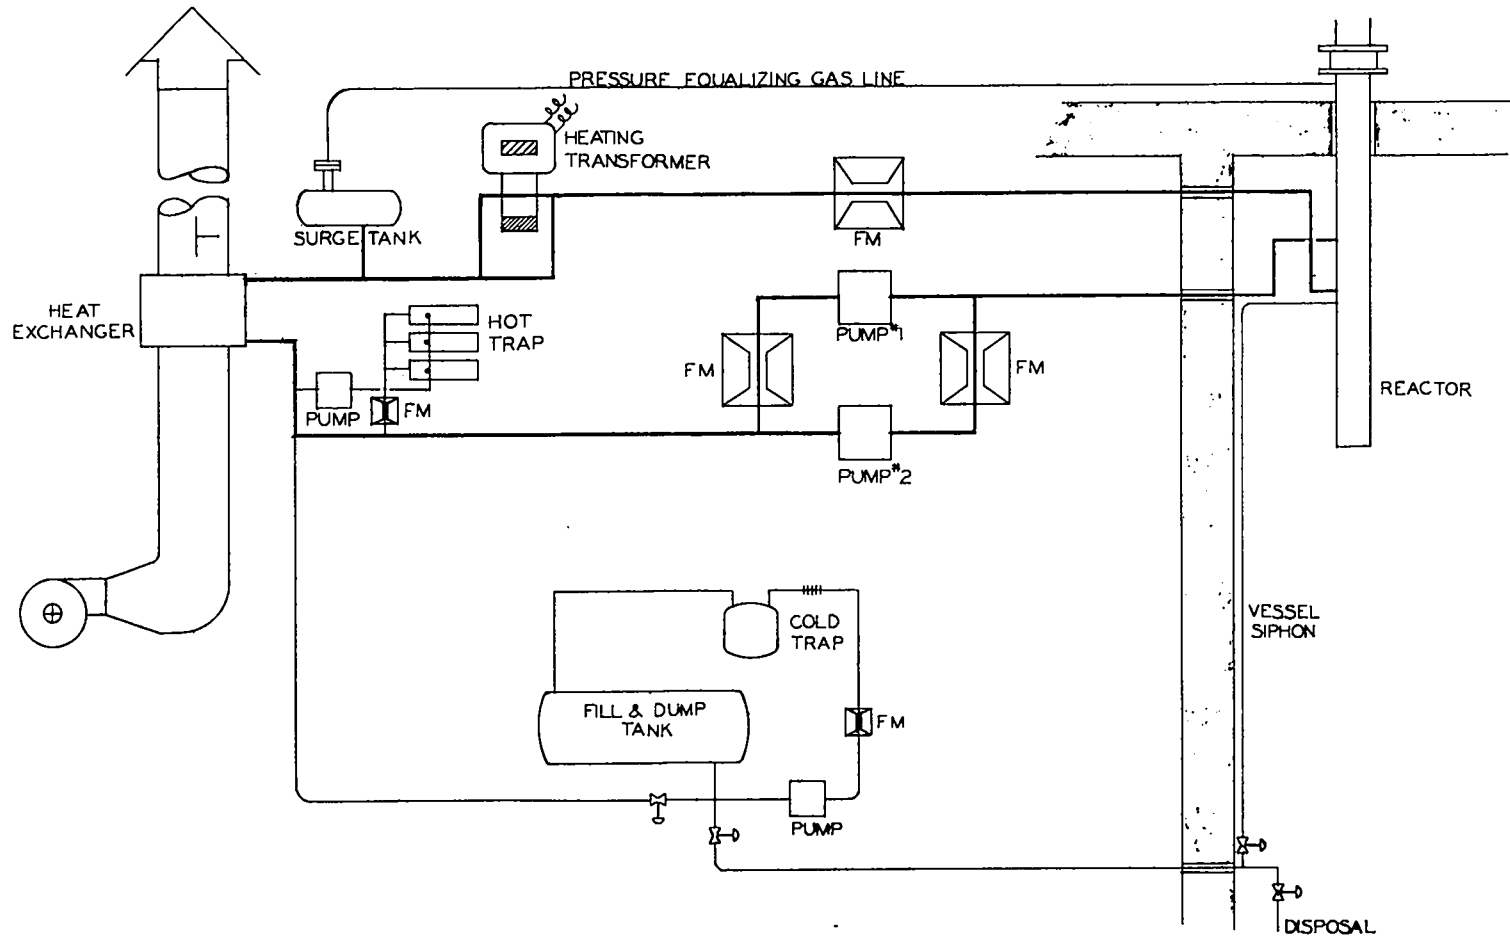 PRESSURE EQUALIZING GAS LINE
HEATING
TRANSFORMER
SURGE TANK
FM
HEAT
EXCHANGER
HOT
TRAP
PUMP #1
FM
FM
REACTOR
PUMP
FM
PUMP #2
VESSEL
SIPHON
COLD
TRAP
FILL & DUMP
TANK
FM
PUMP
DISPOSAL